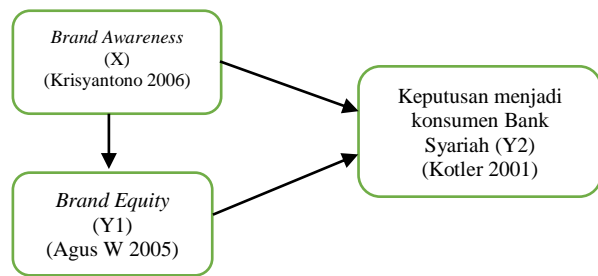 Brand Awareness
(X)
(Krisyantono 2006)
Keputusan menjadi
konsumen Bank
Syariah (Y2)
(Kotler 2001)
Brand Equity
(Y1)
(Agus W 2005)